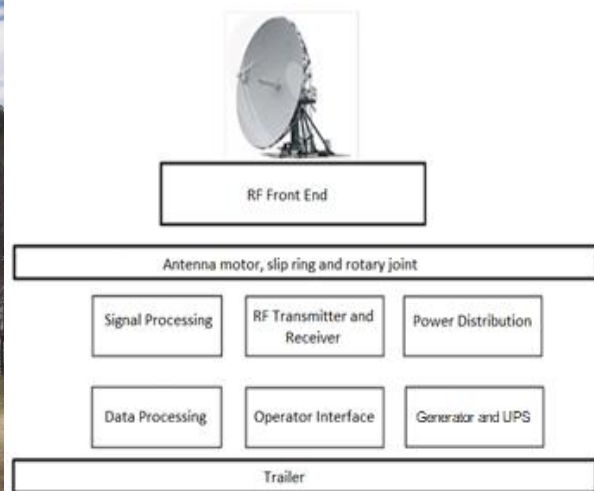 RF Front End
Antenna motor, slip ring and rotary joint
Signal Processing
RF Transmitter and
Receiver
Power Distribution
Data Processing
Operator Interface
Generator and UPS
Trailer